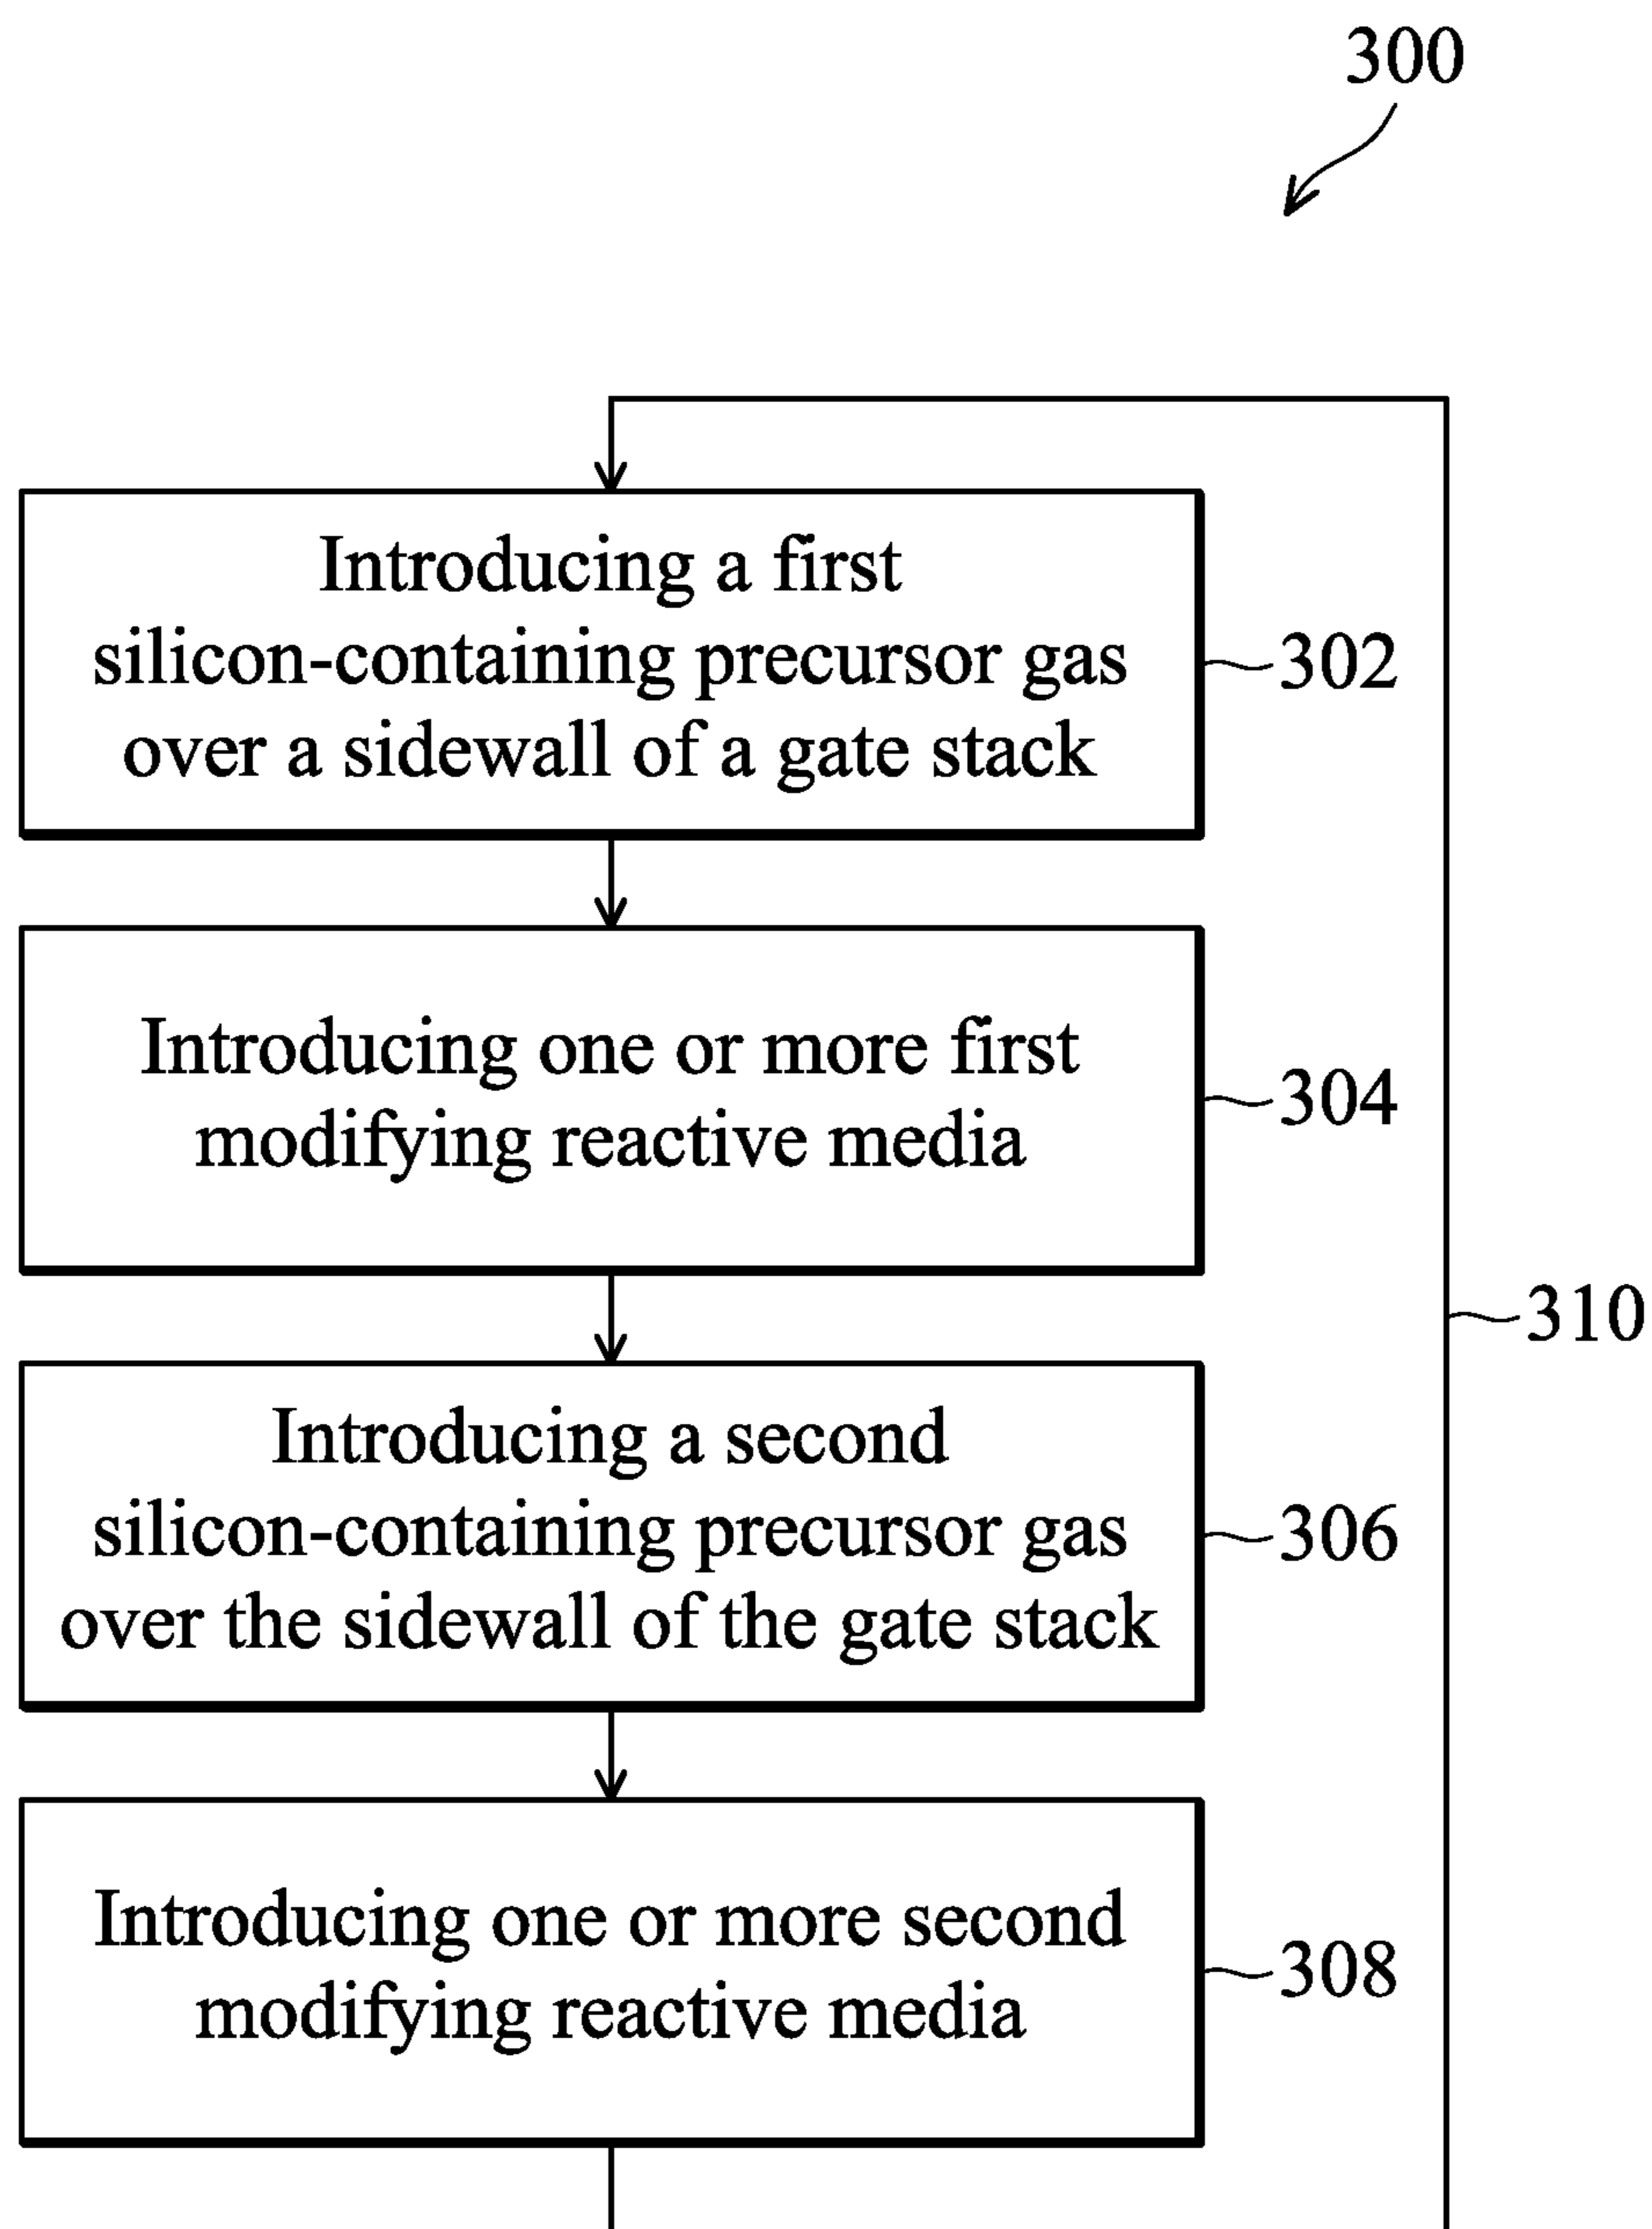 300
Introducing a first
silicon-containing precursor gas
over a sidewall of a gate stack
302
Introducing one or more first
modifying reactive media
304
310
Introducing a second
silicon-containing precursor gas
over the sidewall of the gate stack
306
Introducing one or more second
modifying reactive media
308